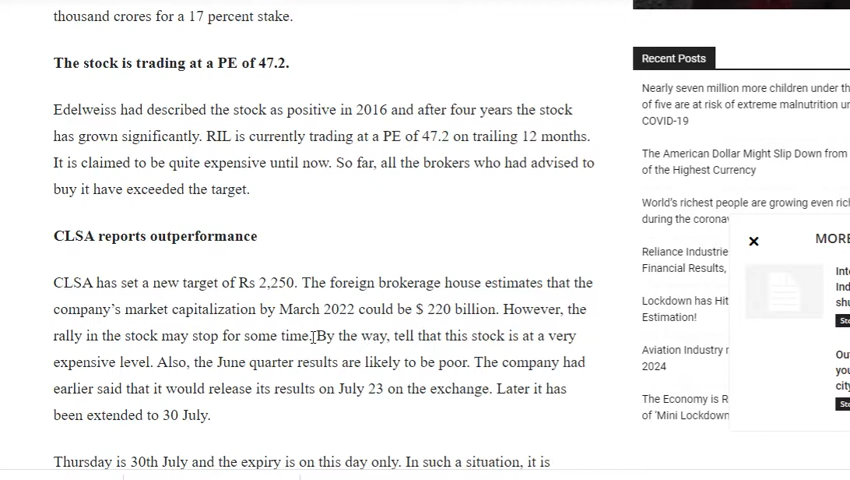 thousand crores for a 17 percent stake.
The stock is trading at a PE of 47.2.
Edelweiss had described the stock as positive in 2016 and after four years the stock
has grown significantly. RIL is currently trading at a PE of 47.2 on trailing 12 months.
It is claimed to be quite expensive until now. So far, all the brokers who had advised to
buy it have exceeded the target.
CLSA reports outperformance
CLSA has set a new target of Rs 2,250. The foreign brokerage house estimates that the
company's market capitalization by March 2022 could be $ 220 billion. However, the
rally in the stock may stop for some time. By the way, tell that this stock is at a very
expensive level. Also, the June quarter results are likely to be poor. The company had
earlier said that it would release its results on July 23 on the exchange. Later it has
been extended to 30 July.
Thursday is 30th July and the expiry is on this day only. In such a situation, it is
Recent Posts
Nearly seven million more children under th
of five are at risk of extreme malnutrition
COVID-19
The American Dollar Might Slip Down from
of the Highest Currency
World's richest people are growing even
during the
Reliance Industrie
Financial Results,
Lockdown has Hit
Estimation!
Aviation Industry
2024
The Economy is R
of 'Mini Lockdown
MORE
Int
Ind
sh
Sto
Out
you
city
Sto